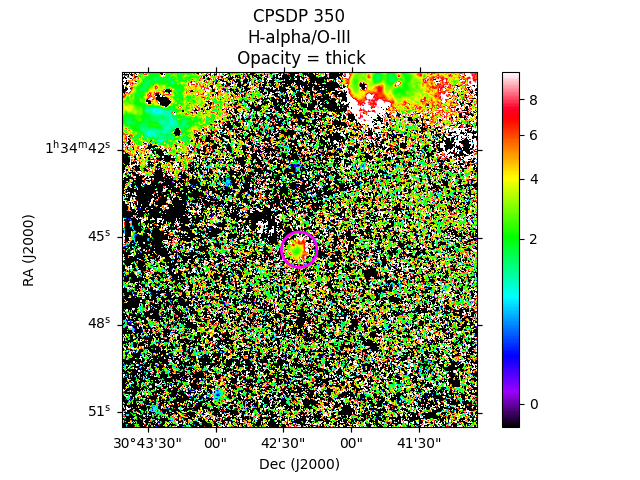 CPSDP 350
H-alpha/O-III
Opacity = thick
8
6
1h34m42s
4
45s
2
RA (J2000)
48s
0
51s
30°43'30" 00" 42'30" 00" 41'30"
Dec (J2000)